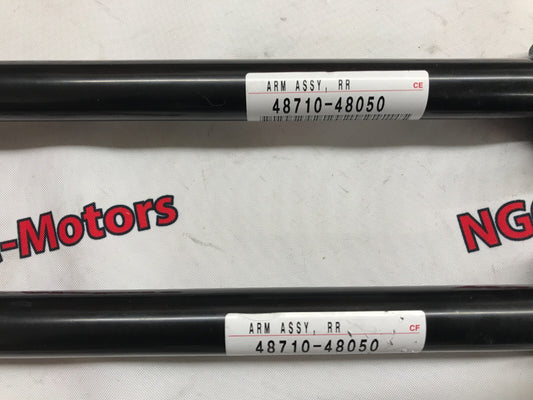 ARM ASSY, RR CE
48710-48050
-Motors
NG
ARM ASSY, RR CF
48710-48050